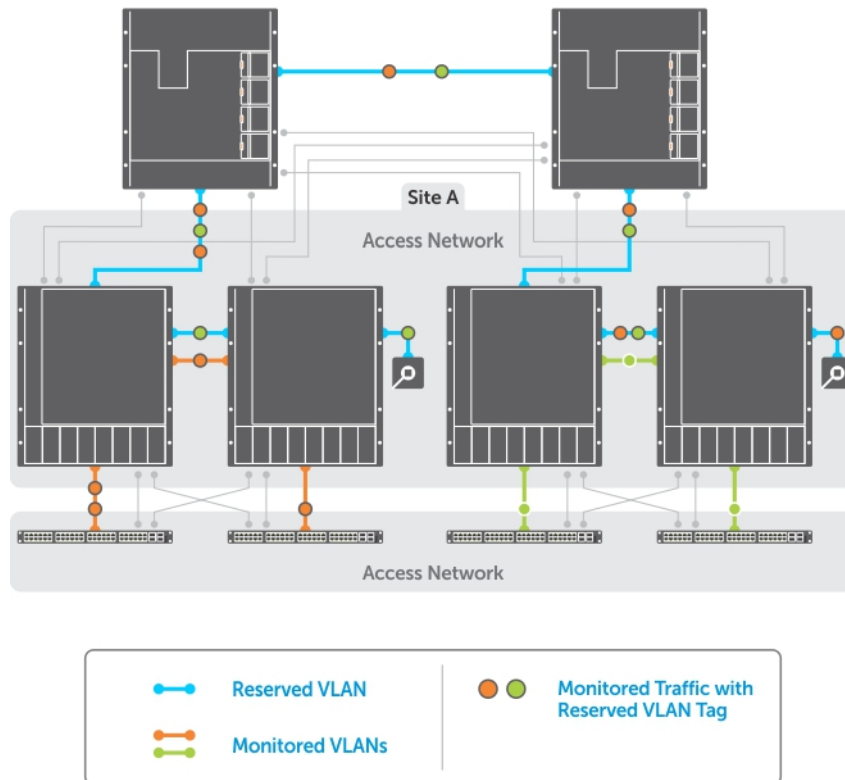 Site A
Access Network
Access Network
Reserved VLAN
Monitored VLANs
Monitored Traffic with
Reserved VLAN Tag